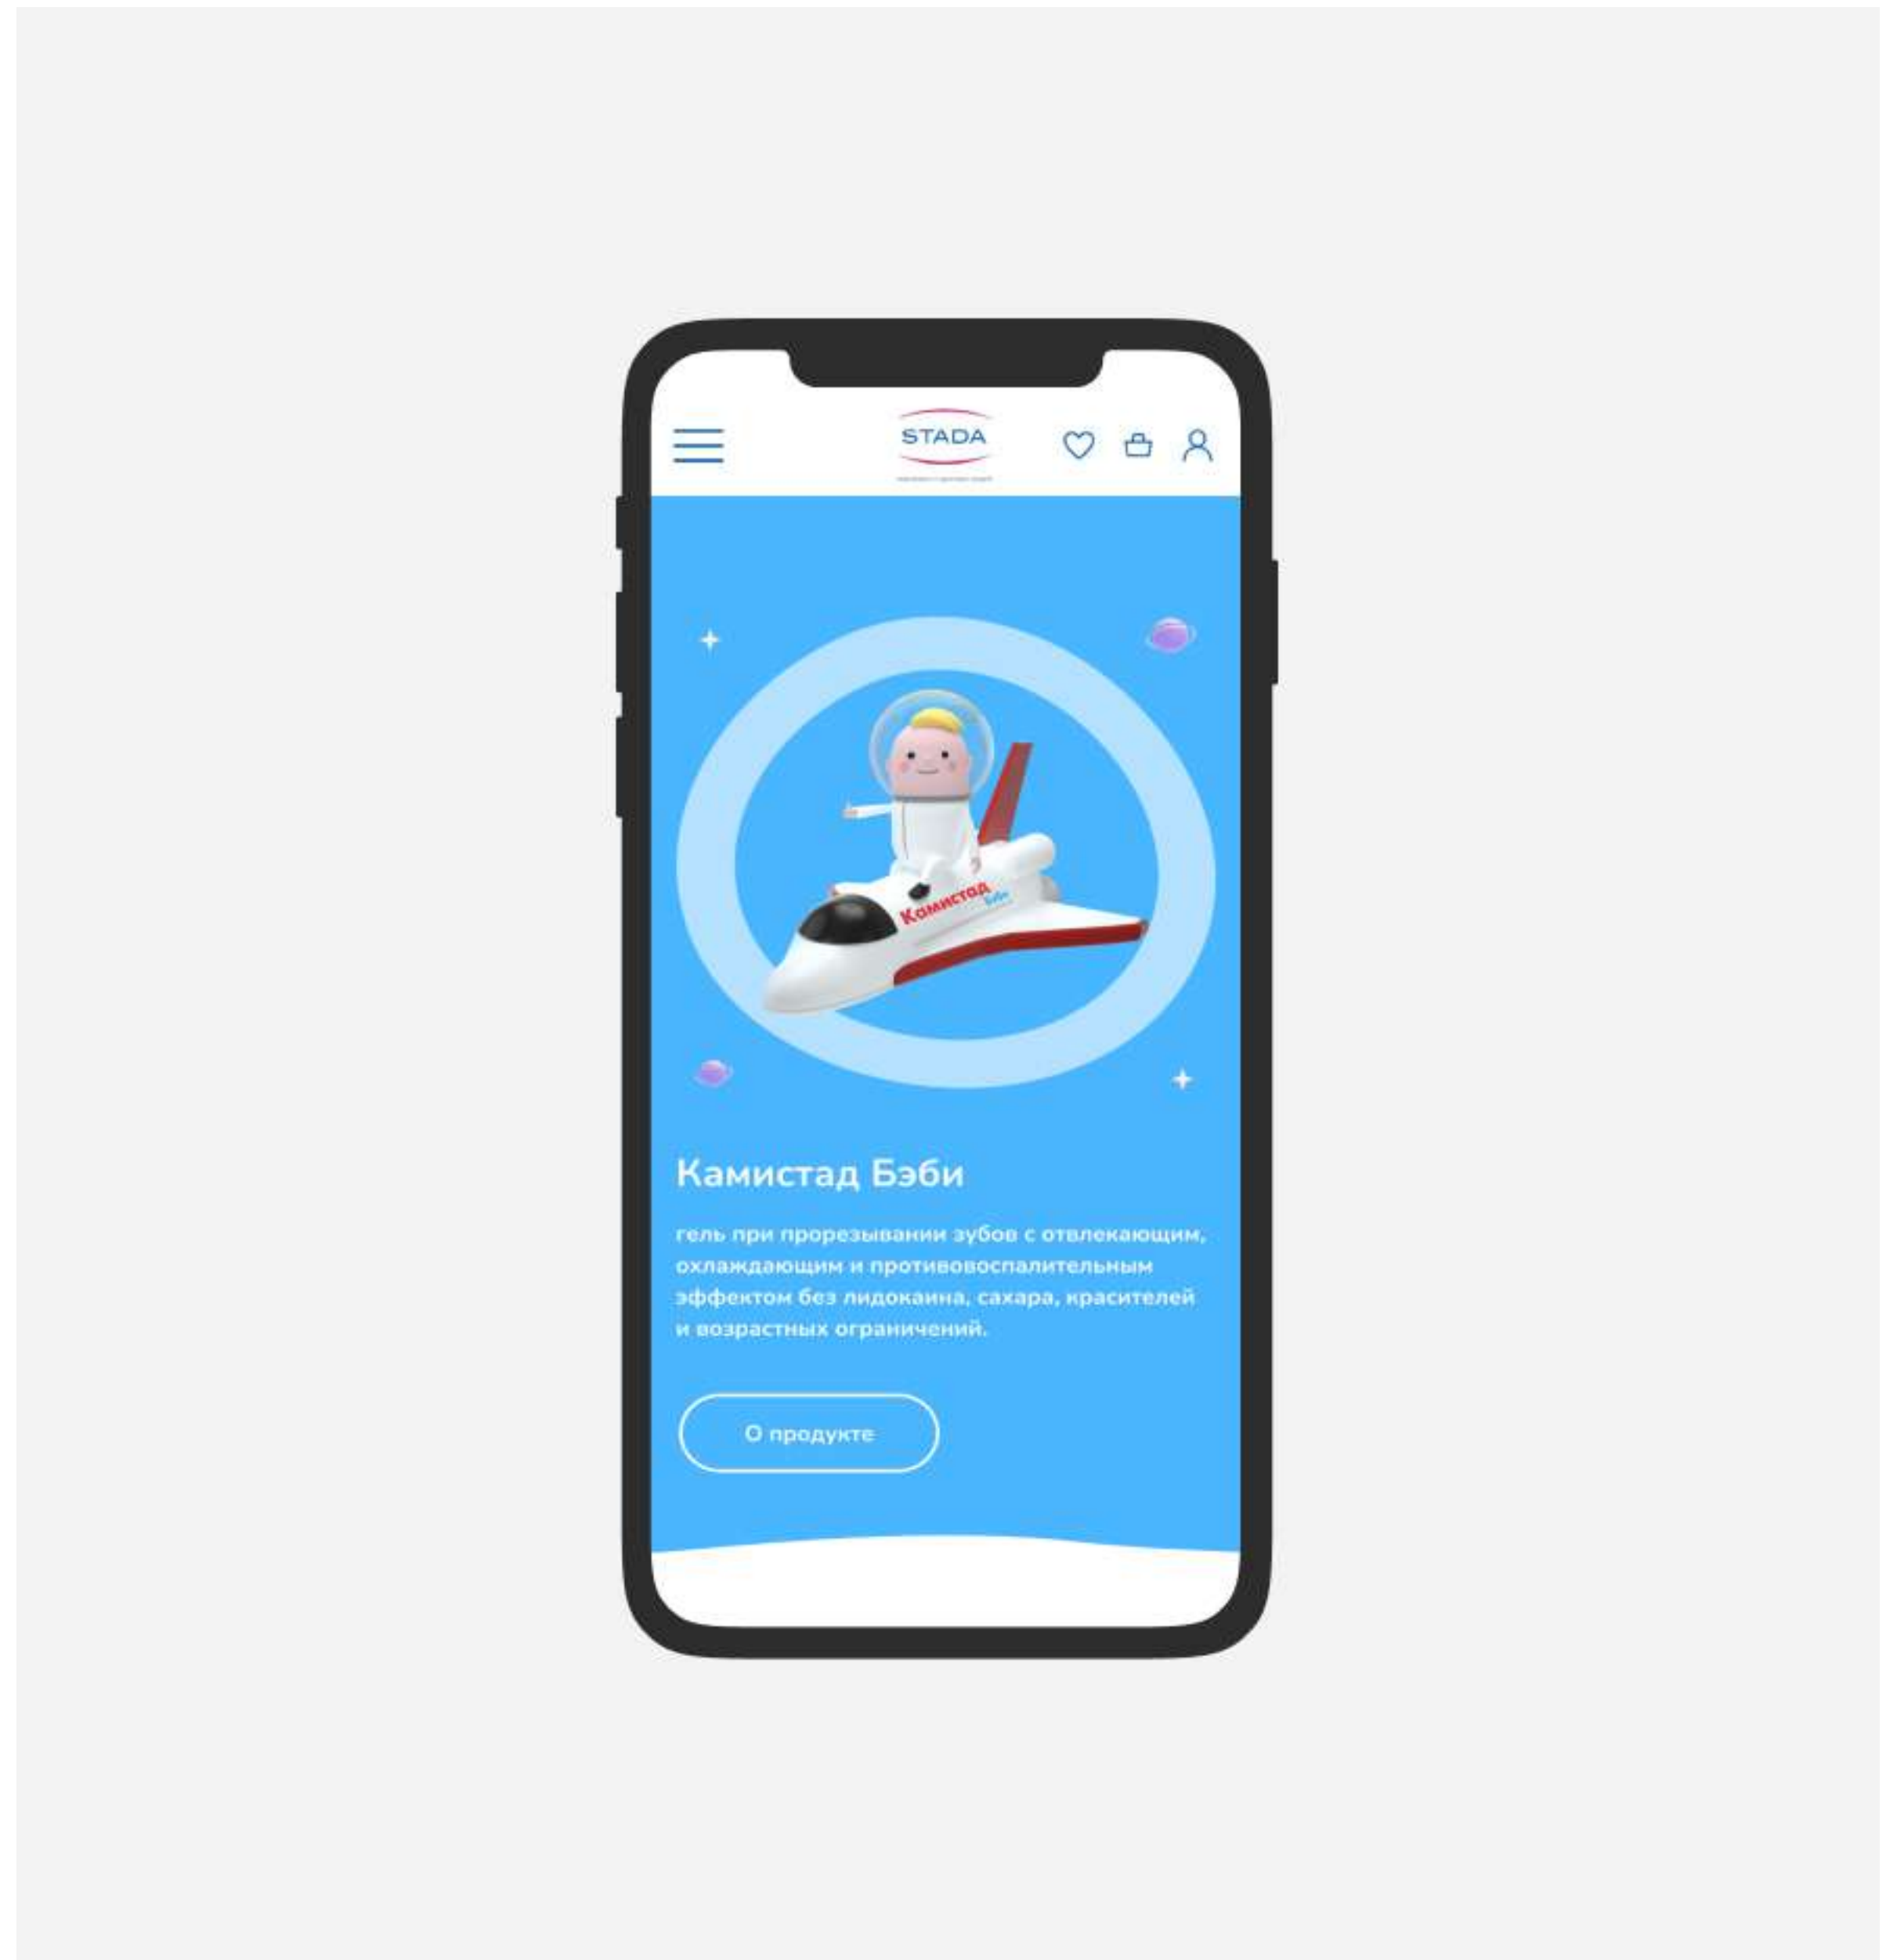 STADA
Камистад
Бэби
Камистад Бэби
гель при прорезывании зубов с отвлекающим,
охлаждающим и противовоспалительным
эффектом без лидокаина, сахара, красителей
и возрастных ограничений.
О продукте